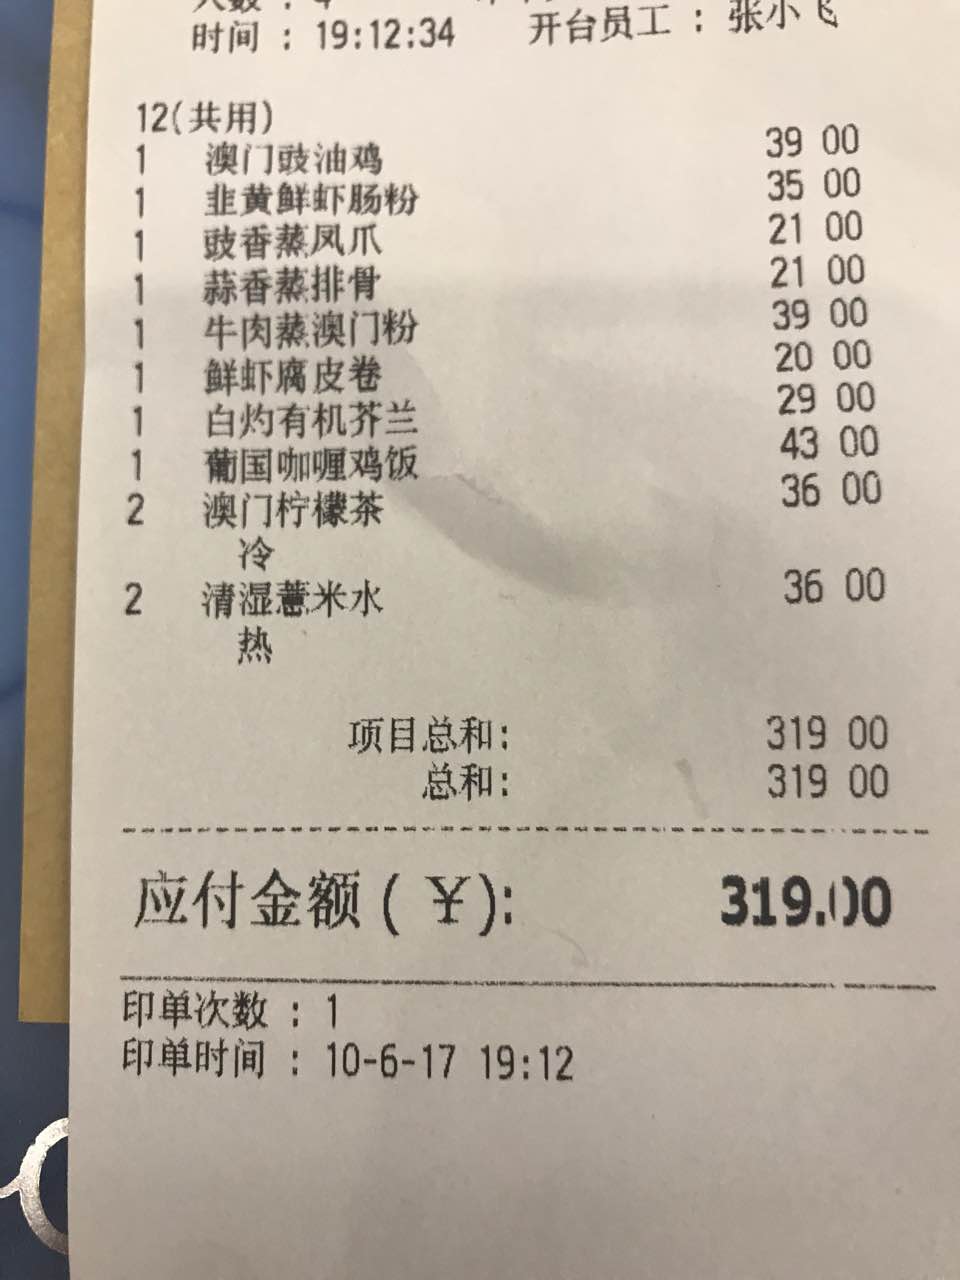 人数 : 4
时间 : 19:12:34 开台员工 : 张小飞
12(共用)
1 澳门豉油鸡 39 00
1 韭黄鲜虾肠粉 35 00
1 豉香蒸凤爪 21 00
1 蒜香蒸排骨 21 00
1 牛肉蒸澳门粉 39 00
1 鲜虾腐皮卷 20 00
1 白灼有机芥兰 29 00
1 葡国咖喱鸡饭 43 00
2 澳门柠檬茶 36 00
冷
2 清湿薏米水 36 00
热
项目总和: 319 00
总和: 319 00
应付金额(¥): 319.00
印单次数 : 1
印单时间 : 10-6-17 19:12